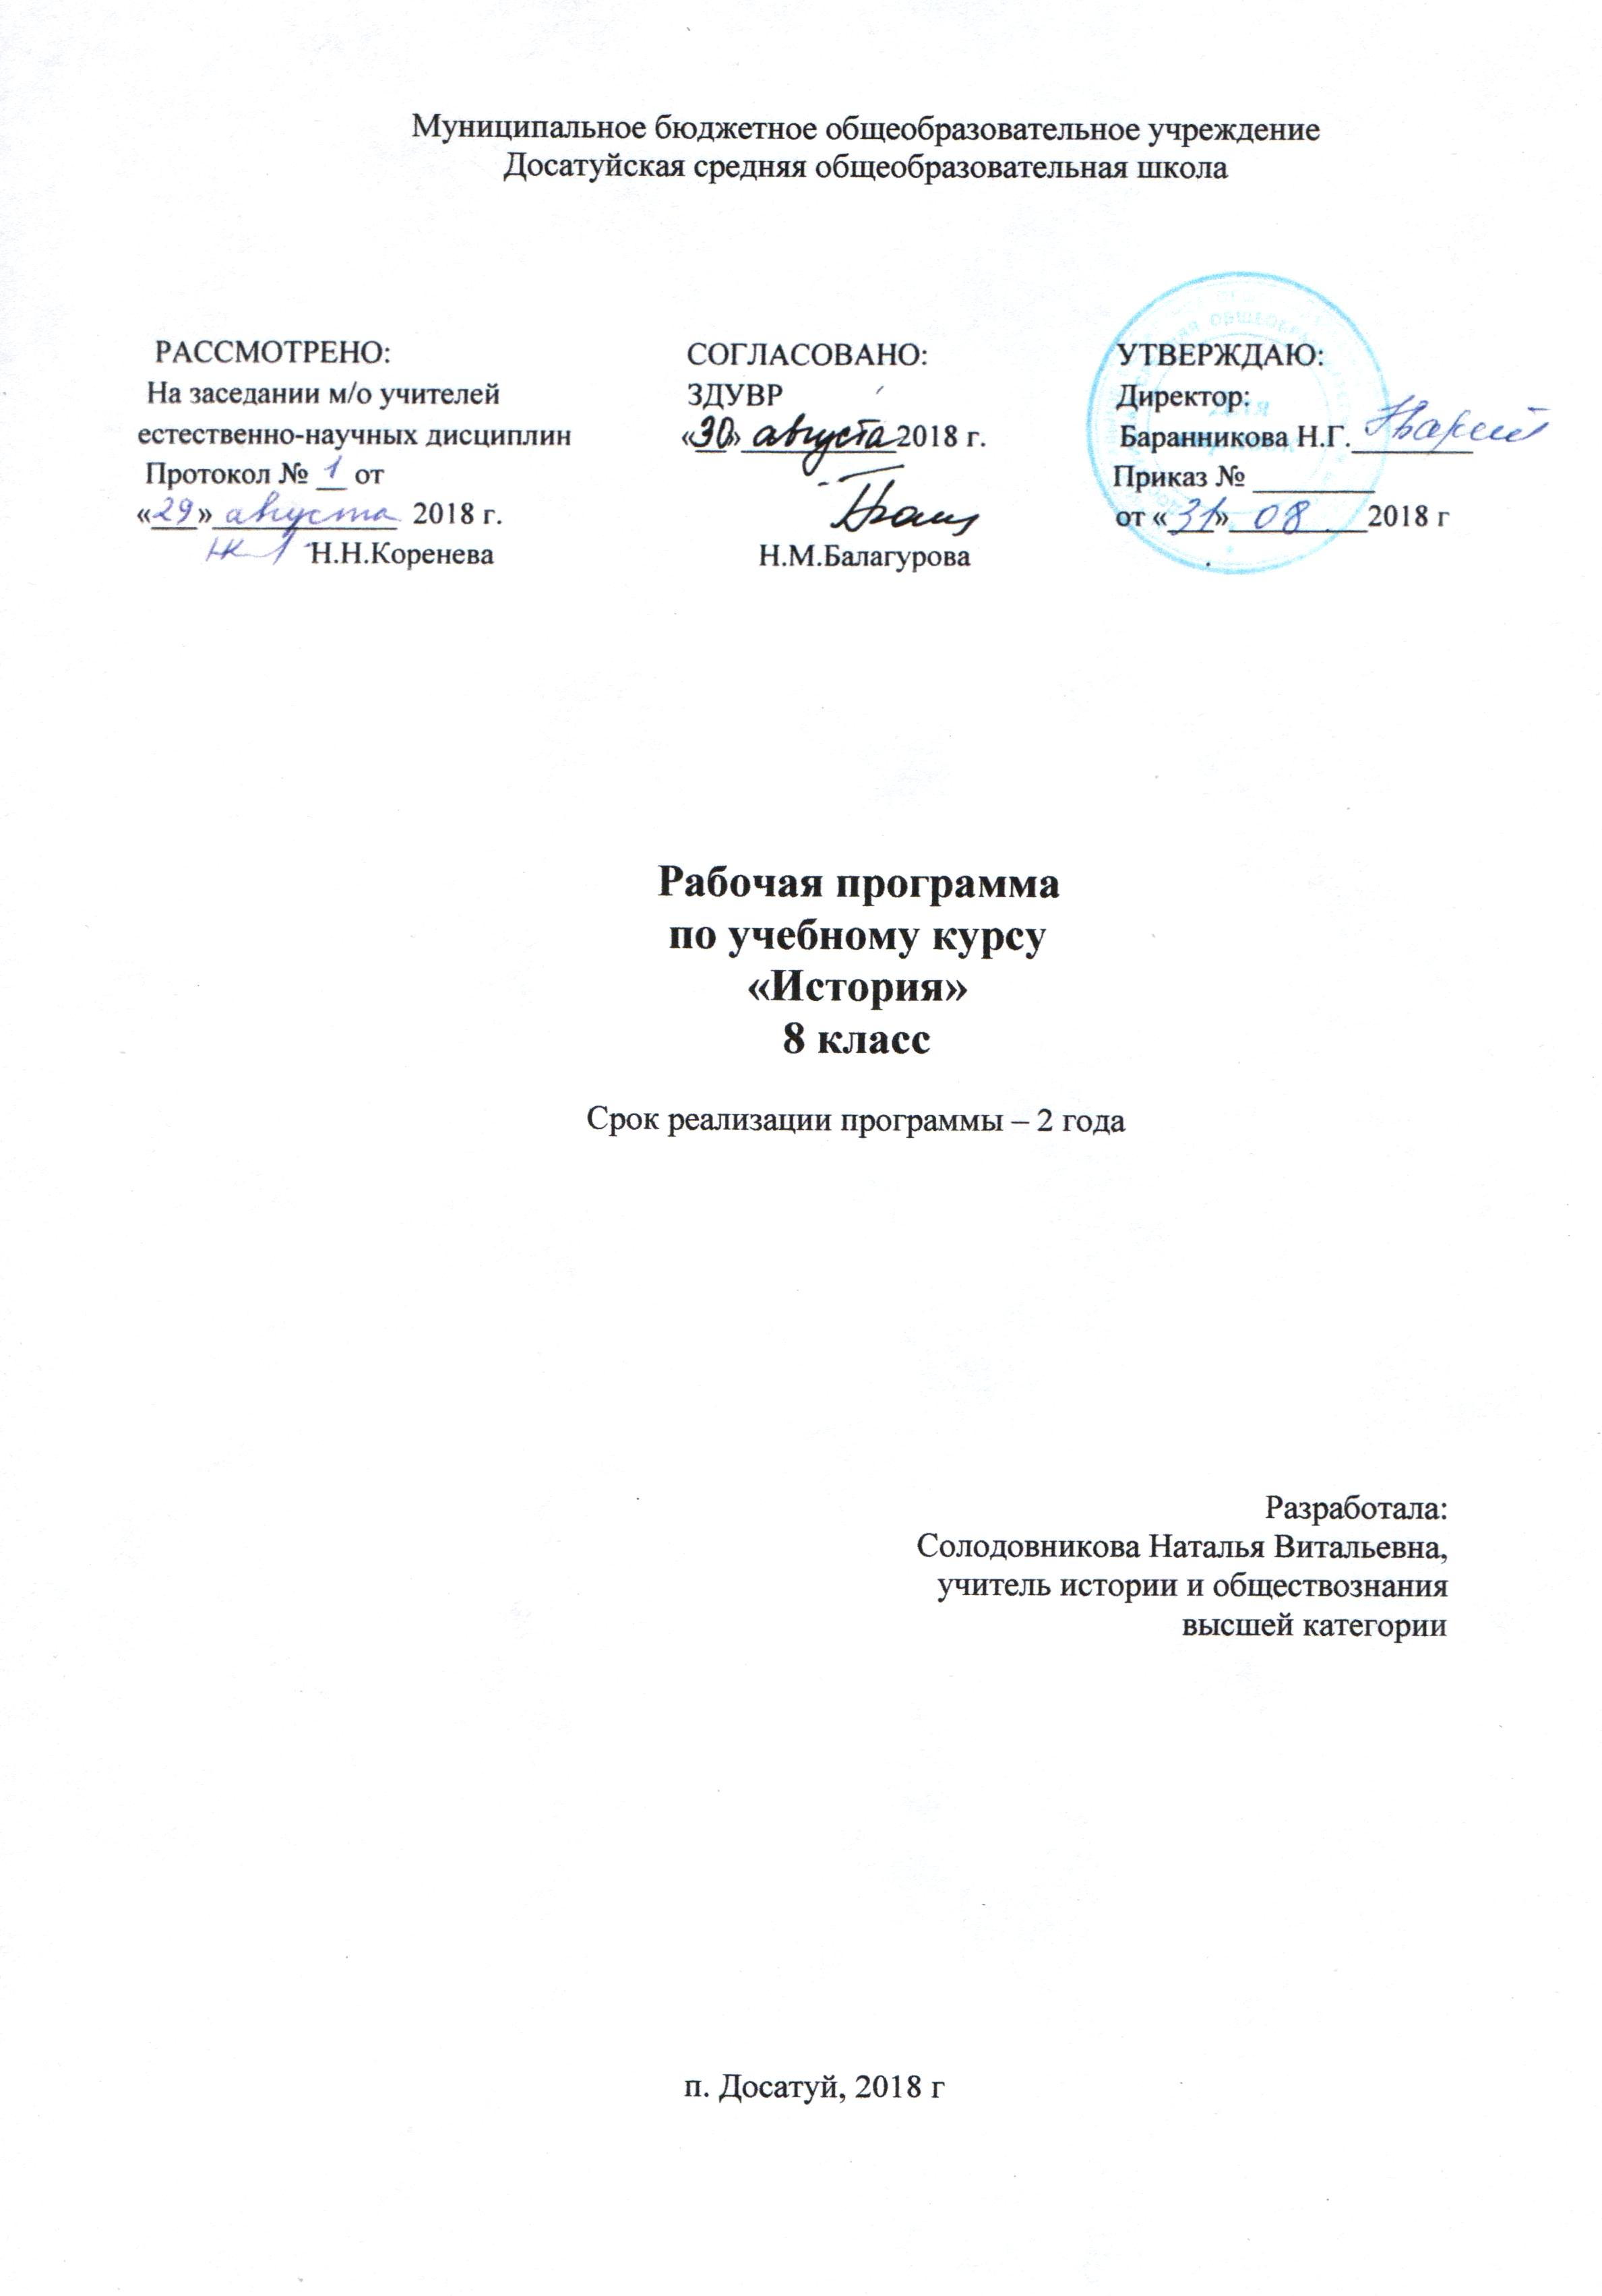 Муниципальное бюджетное общеобразовательное учреждение
Досатуйская средняя общеобразовательная школа
РАССМОТРЕНО:
На заседании м/о учителей
естественно-научных дисциплин
Протокол № 1 от
«29» августа 2018 г.
Н.Н.Коренева
СОГЛАСОВАНО:
ЗДУВР
«30» августа 2018 г.
Н.М.Балагурова
УТВЕРЖДАЮ:
Директор:
Баранникова Н.Г.
Приказ №
от «31» 08 2018 г
Рабочая программа
по учебному курсу
«История»
8 класс
Срок реализации программы – 2 года
Разработала:
Солодовникова Наталья Витальевна,
учитель истории и обществознания
высшей категории
п. Досатуй, 2018 г